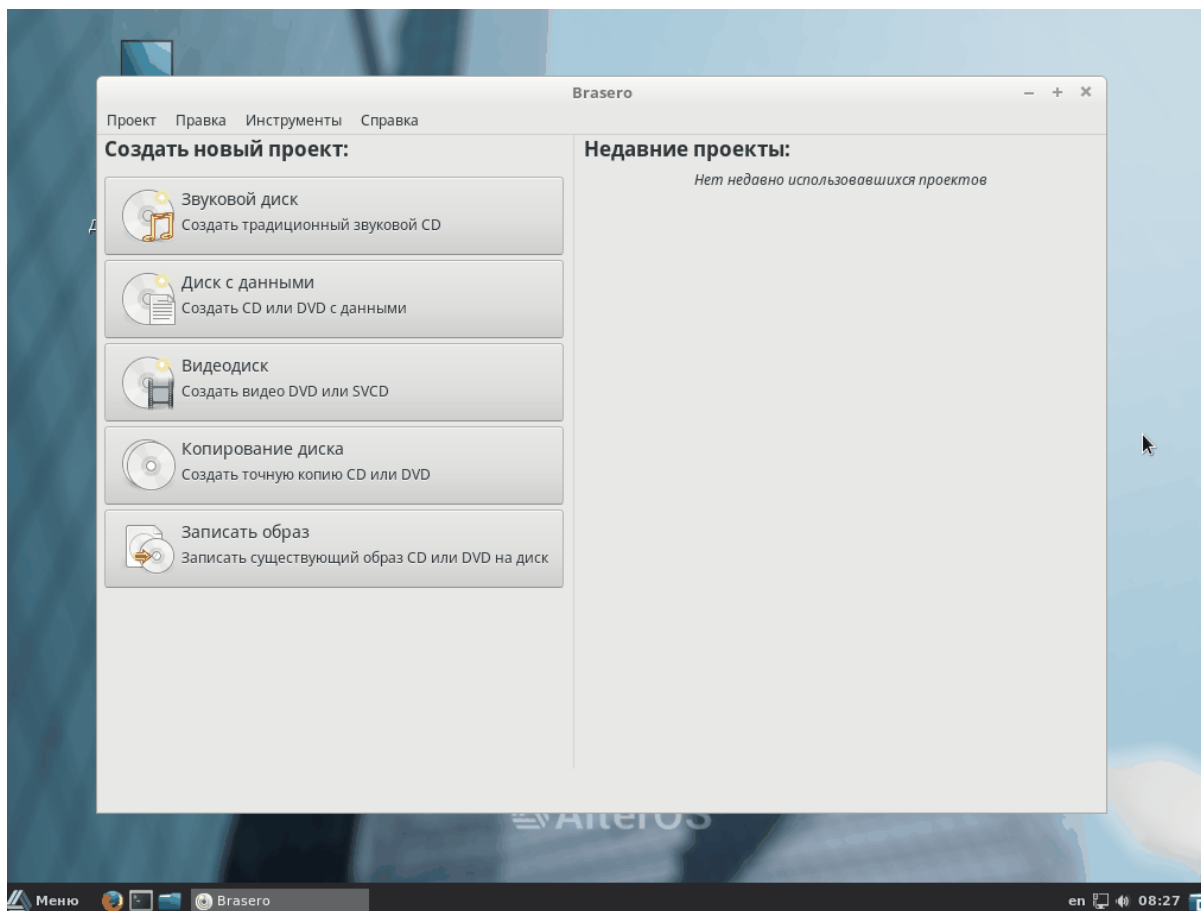 Brasero
Проект Правка Инструменты Справка
Создать новый проект:
Звуковой диск
Создать традиционный звуковой CD
Диск с данными
Создать CD или DVD с данными
Видеодиск
Создать видео DVD или SVCD
Копирование диска
Создать точную копию CD или DVD
Записать образ
Записать существующий образ CD или DVD на диск
Недавние проекты:
Нет недавно использовавшихся проектов
AlterOS
Меню
Brasero
en
08:27